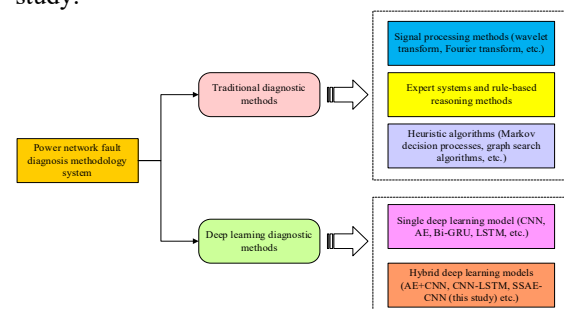 study.
Signal processing methods (wavelet
transform, Fourier transform, etc.)
Traditional diagnostic
methods
Expert systems and rule-based
reasoning methods
Heuristic algorithms (Markov
decision processes, graph search
algorithms, etc.)
Power network fault
diagnosis methodology
system
Deep learning diagnostic
methods
Single deep learning model (CNN,
AE, Bi-GRU, LSTM, etc.)
Hybrid deep learning models
(AE+CNN, CNN-LSTM, SSAE-
CNN (this study) etc.)